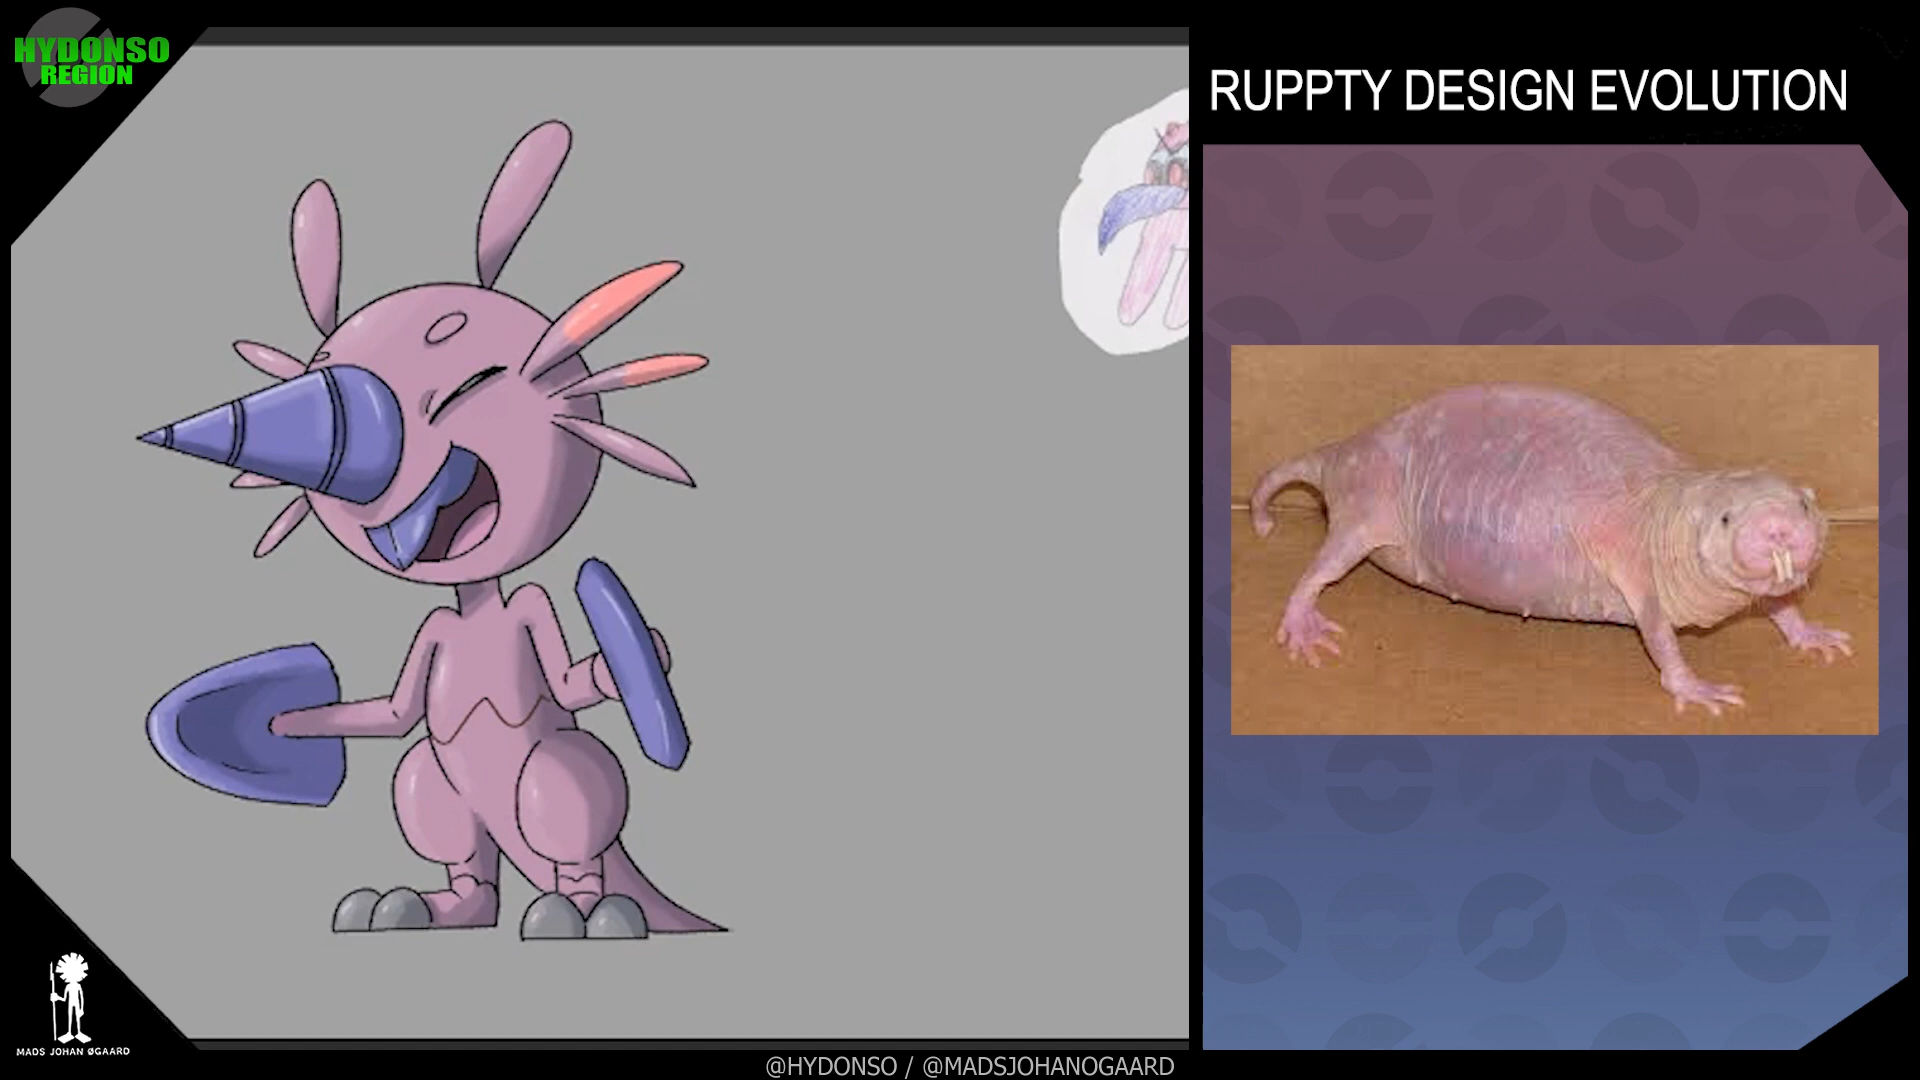 HYDONSO
REGION
RUPPTY DESIGN EVOLUTION
MADS JOHAN ØGAARD
@HYDONSO / @MADSJOHANOGAARD